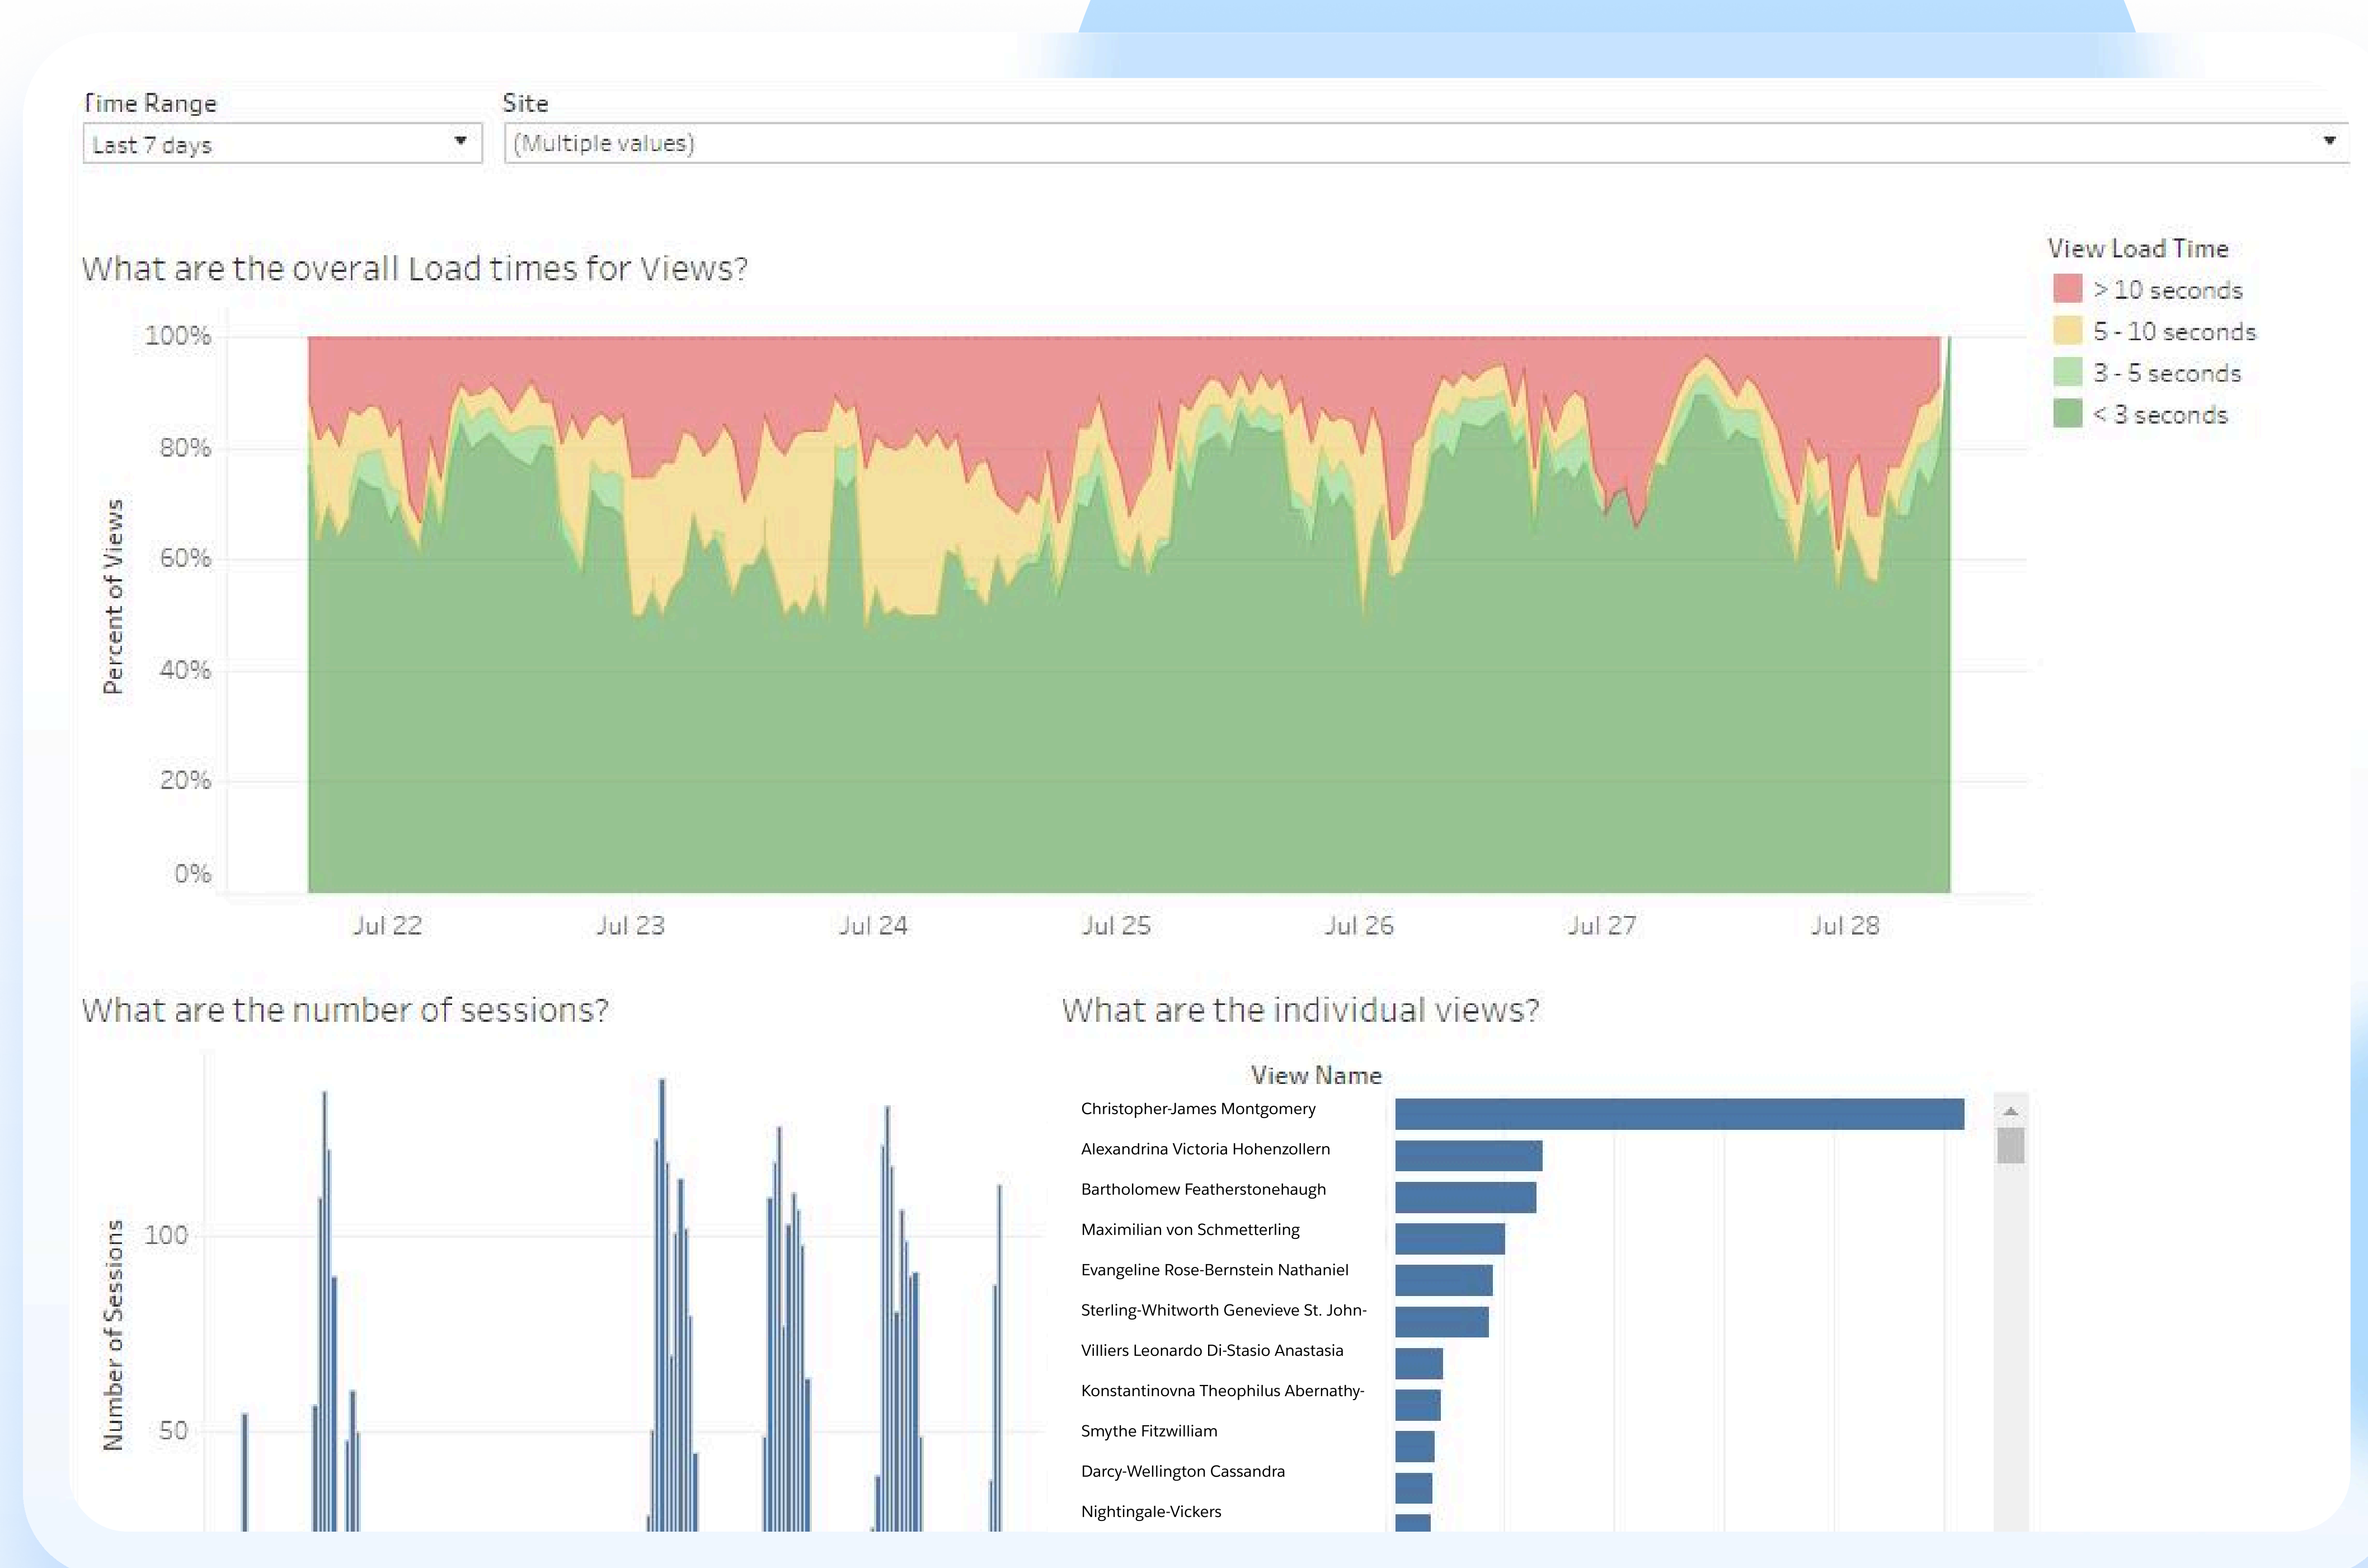 Time Range
Site
Last 7 days
(Multiple values)
What are the overall Load times for Views?
View Load Time
> 10 seconds
5 - 10 seconds
3 - 5 seconds
< 3 seconds
Percent of Views
100%
80%
60%
40%
20%
0%
Jul 22
Jul 23
Jul 24
Jul 25
Jul 26
Jul 27
Jul 28
What are the number of sessions?
Number of Sessions
100
50
What are the individual views?
View Name
Christopher-James Montgomery
Alexandrina Victoria Hohenzollern
Bartholomew Featherstonehaugh
Maximilian von Schmetterling
Evangeline Rose-Bernstein Nathaniel
Sterling-Whitworth Genevieve St. John-
Villiers Leonardo Di-Stasio Anastasia
Konstantinovna Theophilus Abernathy-
Smythe Fitzwilliam
Darcy-Wellington Cassandra
Nightingale-Vickers